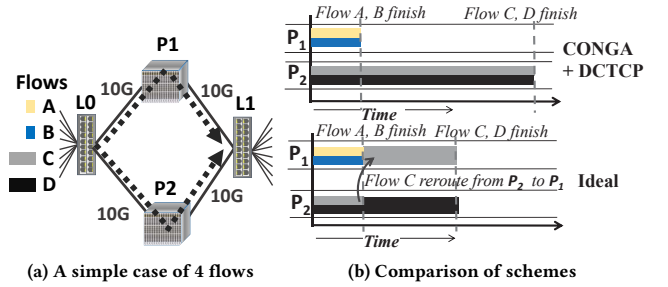 P1
Flows
A
B
C
D
10G
10G
L0
L1
P2
10G
10G
(a) A simple case of 4 flows
Flow A, B finish
Flow C, D finish
P1
P2
CONGA
+ DCTCP
Time
Flow A, B finish
Flow C, D finish
P1
Flow C reroute from P2 to P1
Ideal
P2
Time
(b) Comparison of schemes